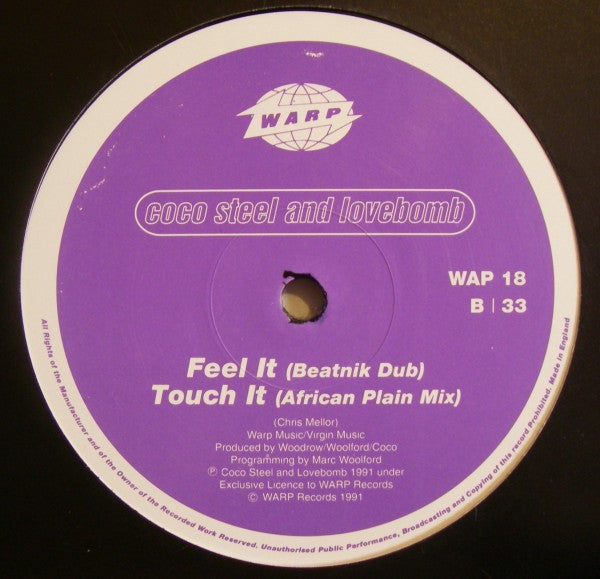 WARP
coco steel and lovebomb
WAP 18
B | 33
Feel It (Beatnik Dub)
Touch It (African Plain Mix)
(Chris Mellor)
Warp Music/Virgin Music
Produced by Woodrow/Woolford/Coco
Programming by Marc Woolford
Ⓟ Coco Steel and Lovebomb 1991 under
Exclusive Licence to WARP Records
© WARP Records 1991
All Rights of the Manufacturer and of the Owner of the Recorded Work Reserved. Unauthorised Public Performance, Broadcasting and Copying of this record Prohibited. Made in England